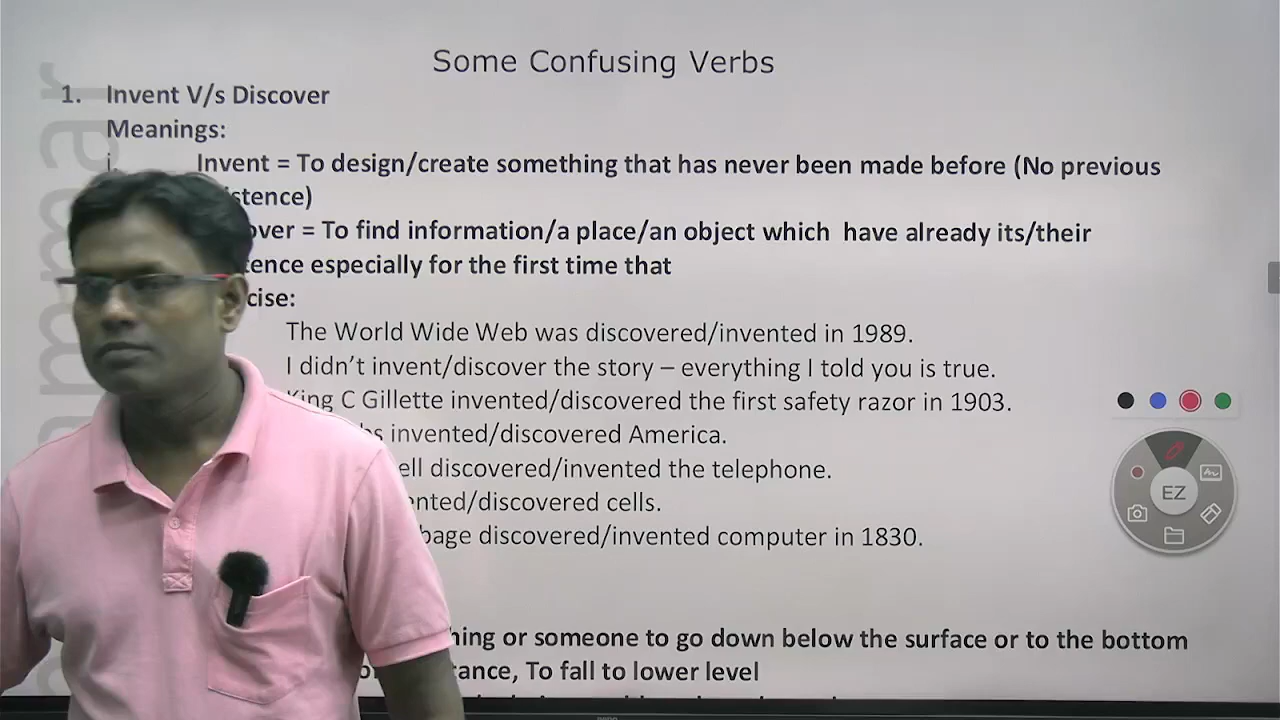 Some Confusing Verbs
1. Invent V/s Discover
Meanings:
i. Invent = To design/create something that has never been made before (No previous
stence)
over = To find information/a place/an object which have already its/their
tence especially for the first time that
cise:
The World Wide Web was discovered/invented in 1989.
I didn't invent/discover the story – everything I told you is true.
King C Gillette invented/discovered the first safety razor in 1903.
invented/discovered America.
ell discovered/invented the telephone.
nted/discovered cells.
bage discovered/invented computer in 1830.
hing or someone to go down below the surface or to the bottom
tance, To fall to lower level
EZ